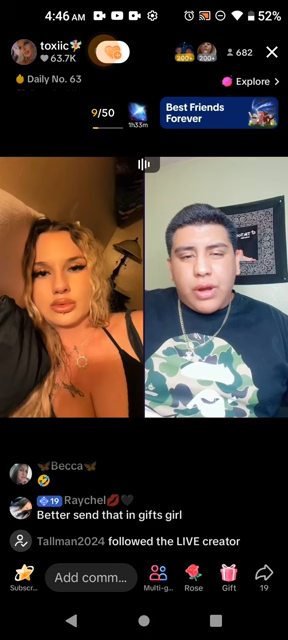 4:46 AM
52%
toxiic
63.7K
200+
200+
682
Daily No. 63
Explore >
9/50
1h33m
Best Friends
Forever
🦋Becca🦋
🤣
19 Raychel💋🖤
Better send that in gifts girl
Tallman2024 followed the LIVE creator
Add comm...
Subscr...
Multi-g...
Rose
Gift
19